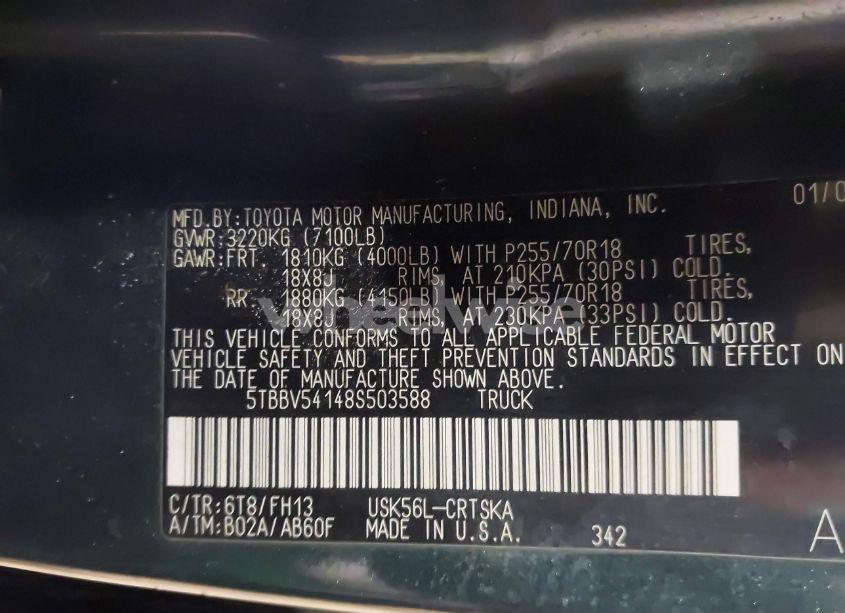 MFD. BY: TOYOTA MOTOR MANUFACTURING, INDIANA, INC. 01/0
GVWR: 3220KG (7100LB)
GAWR: FRT. 1810KG (4000LB) WITH P255/70R18 TIRES,
18X8J RIMS, AT 210KPA (30PSI) COLD.
RR. 1880KG (4150LB) WITH P255/70R18 TIRES,
18X8J RIMS, AT 230KPA (33PSI) COLD.
wheelwise
THIS VEHICLE CONFORMS TO ALL APPLICABLE FEDERAL MOTOR
VEHICLE SAFETY AND THEFT PREVENTION STANDARDS IN EFFECT ON
THE DATE OF MANUFACTURE SHOWN ABOVE.
5TBBV54148S503588 TRUCK
C/TR: 6T8/FH13 USK56L-CRTSKA
A/TM: B02A/AB60F MADE IN U.S.A. 342 A